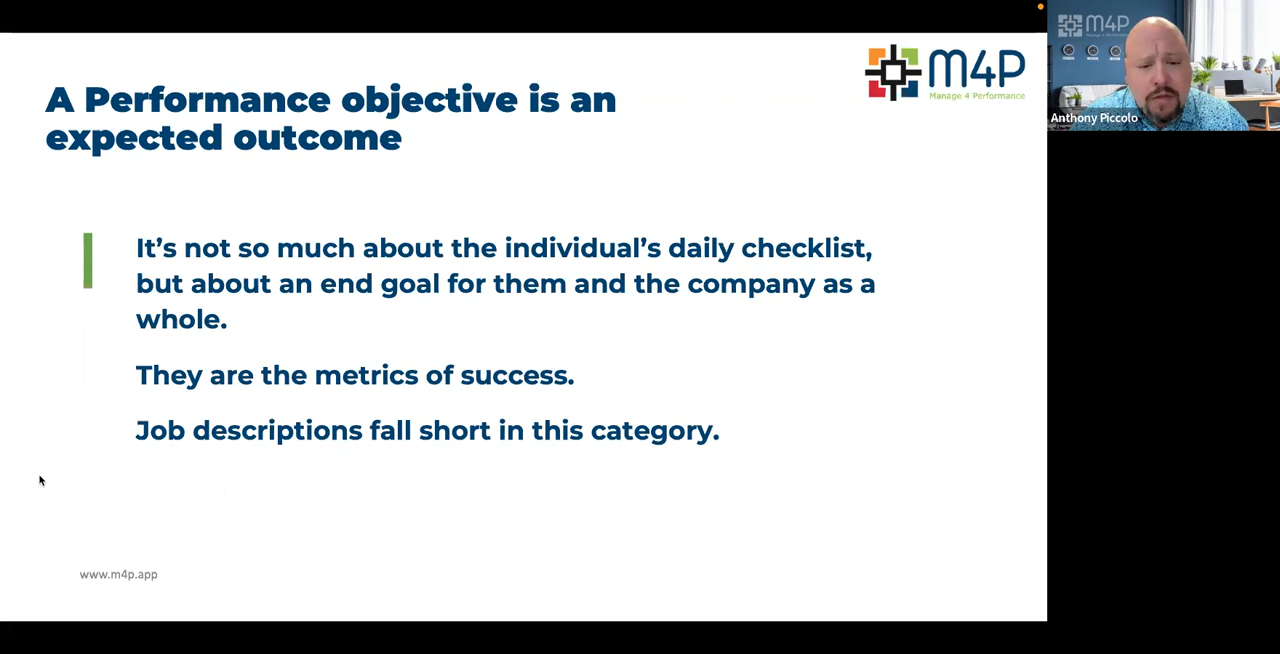 A Performance objective is an
expected outcome
M4P
Manage 4 Performance
It's not so much about the individual's daily checklist,
but about an end goal for them and the company as a
whole.
They are the metrics of success.
Job descriptions fall short in this category.
www.m4p.app
M4P
Anthony Piccolo